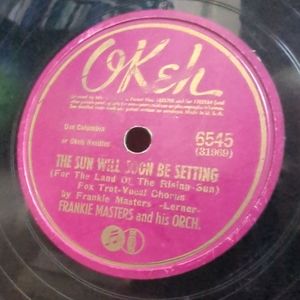 OKeh
Use Columbia
or Okeh Needles
6545
(31969)
THE SUN WILL SOON BE SETTING
(For The Land Of The Rising Sun)
Fox Trot-Vocal Chorus
by Frankie Masters -Lerner-
FRANKIE MASTERS and his ORCH.